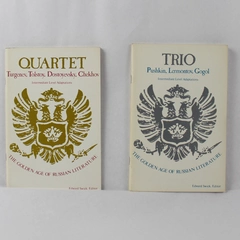 QUARTET
Turgenev, Tolstoy, Dostoyevsky, Chekhov
THE GOLDEN AGE OF RUSSIAN LITERATURE
TRIO
Pushkin, Lermontov, Gogol
THE GOLDEN AGE OF RUSSIAN LITERATURE